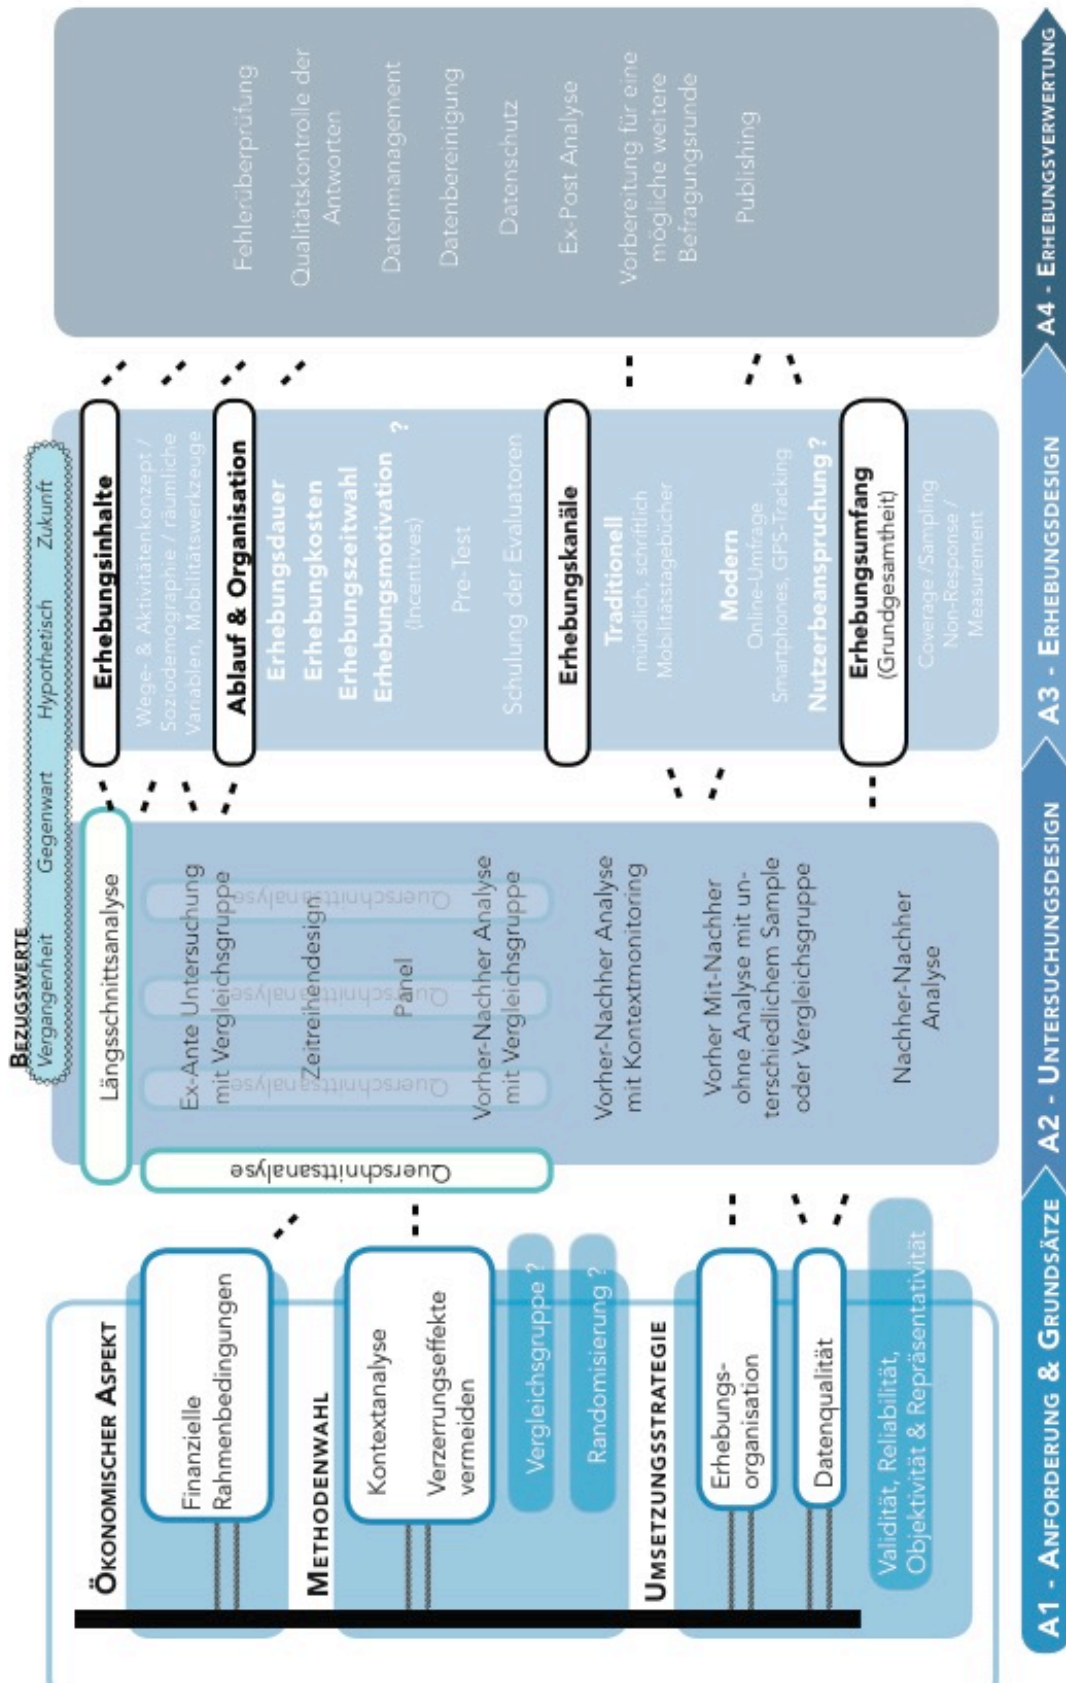 BEZUGSWERTE
Vergangenheit Gegenwart Hypothetisch Zukunft
ÖKONOMISCHER ASPEKT
Finanzielle
Rahmenbedingungen
METHODENWAHL
Kontextanalyse
Verzerrungseffekte
vermeiden
Vergleichsgruppe ?
Randomisierung ?
UMSETZUNGSSTRATEGIE
Erhebungs-
organisation
Datenqualität
Validität, Reliabilität,
Objektivität & Repräsentativität
Längsschnittsanalyse
Querschnittsanalyse
Querschnittsanalyse
Querschnittsanalyse
Querschnittsanalyse
Ex-Ante Untersuchung
mit Vergleichsgruppe
Zeitreihendesign
Panel
Vorher-Nachher Analyse
mit Vergleichsgruppe
Vorher-Nachher Analyse
mit Kontextmonitoring
Vorher Mit-Nachher
ohne Analyse mit un-
terschiedlichem Sample
oder Vergleichsgruppe
Nachher-Nachher
Analyse
Erhebungsinhalte
Wege- & Aktivitätenkonzept /
Soziodemographie / räumliche
Variablen, Mobilitätswerkzeuge
Ablauf & Organisation
Erhebungsdauer
Erhebungkosten
Erhebungszeitwahl
Erhebungsmotivation ?
(Incentives)
Pre-Test
Schulung der Evaluatoren
Erhebungskanäle
Traditionell
mündlich, schriftlich
Mobilitätstagebücher
Modern
Online-Umfrage
Smartphones, GPS-Tracking
Nutzerbeanspruchung ?
Erhebungsumfang
(Grundgesamtheit)
Coverage /Sampling
Non-Response /
Measurement
Fehlerüberprüfung
Qualitätskontrolle der
Antworten
Datenmanagement
Datenbereinigung
Datenschutz
Ex-Post Analyse
Vorbereitung für eine
mögliche weitere
Befragungsrunde
Publishing
A1 - ANFORDERUNG & GRUNDSÄTZE
A2 - UNTERSUCHUNGSDESIGN
A3 - ERHEBUNGSDESIGN
A4 - ERHEBUNGSVERWERTUNG